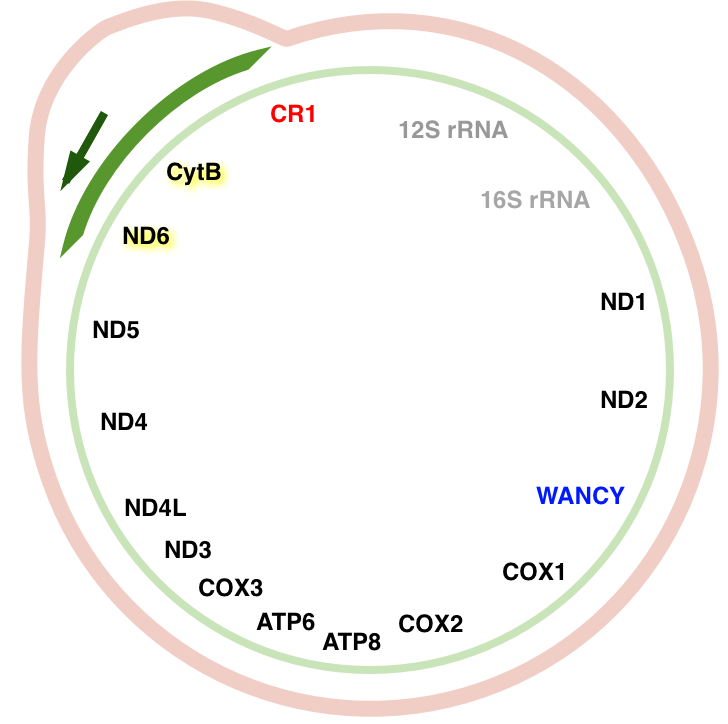 CR1
12S rRNA
CytB
16S rRNA
ND6
ND1
ND5
ND2
ND4
WANCY
ND4L
ND3
COX1
COX3
ATP6
COX2
ATP8